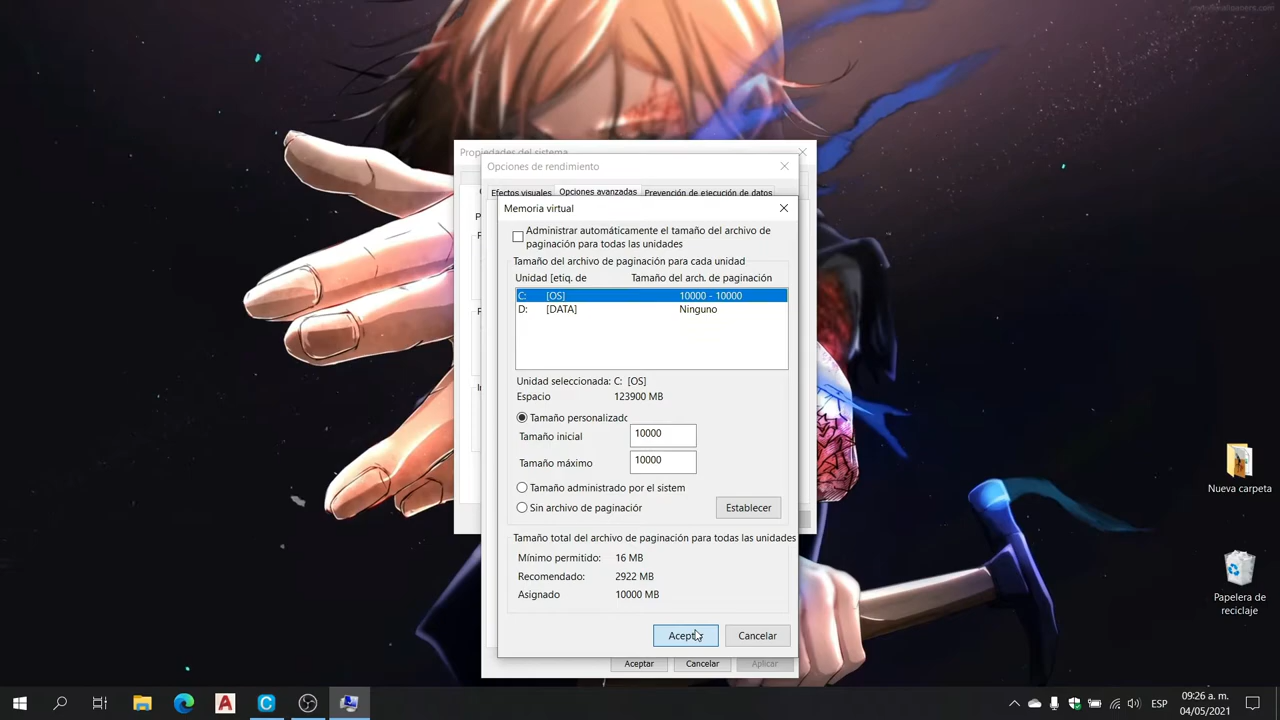 Propiedades del sistema
Opciones de rendimiento
Efectos visuales Opciones avanzadas Prevención de ejecución de datos
Memoria virtual
Administrar automáticamente el tamaño del archivo de
paginación para todas las unidades
Tamaño del archivo de paginación para cada unidad
Unidad [etiq. de Tamaño del arch. de paginación
C: [OS] 10000 - 10000
D: [DATA] Ninguno
Unidad seleccionada: C: [OS]
Espacio 123900 MB
Tamaño personalizado
Tamaño inicial 10000
Tamaño máximo 10000
Tamaño administrado por el sistem
Sin archivo de paginaciór
Establecer
Tamaño total del archivo de paginación para todas las unidades
Mínimo permitido: 16 MB
Recomendado: 2922 MB
Asignado 10000 MB
Aceptar Cancelar
Aceptar Cancelar Aplicar
Nueva carpeta
Papelera de
reciclaje
ESP
09:26 a. m.
04/05/2021